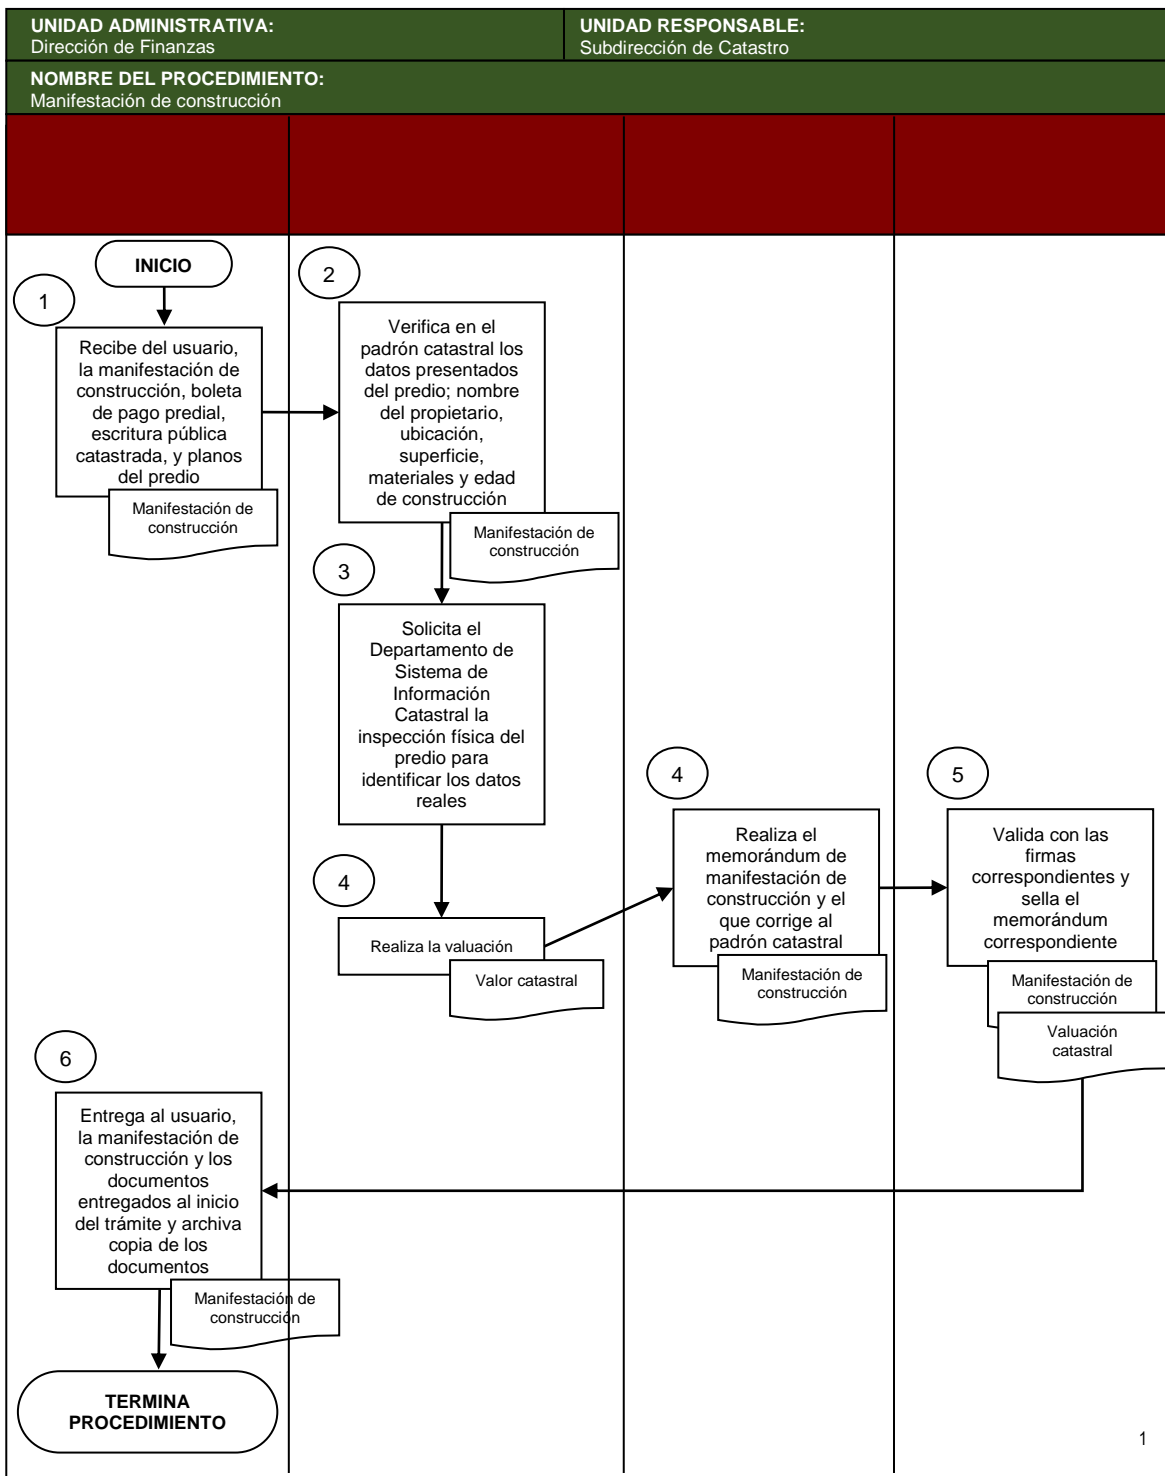 UNIDAD ADMINISTRATIVA:
Dirección de Finanzas
UNIDAD RESPONSABLE:
Subdirección de Catastro
NOMBRE DEL PROCEDIMIENTO:
Manifestación de construcción
INICIO
1
Recibe del usuario,
la manifestación de
construcción, boleta
de pago predial,
escritura pública
catastrada, y planos
del predio
Manifestación de
construcción
2
Verifica en el
padrón catastral los
datos presentados
del predio; nombre
del propietario,
ubicación,
superficie,
materiales y edad
de construcción
Manifestación de
construcción
3
Solicita el
Departamento de
Sistema de
Información
Catastral la
inspección física del
predio para
identificar los datos
reales
4
Realiza la valuación
Valor catastral
4
Realiza el
memorándum de
manifestación de
construcción y el
que corrige al
padrón catastral
Manifestación de
construcción
5
Valida con las
firmas
correspondientes y
sella el
memorándum
correspondiente
Manifestación de
construcción
Valuación
catastral
6
Entrega al usuario,
la manifestación de
construcción y los
documentos
entregados al inicio
del trámite y archiva
copia de los
documentos
Manifestación de
construcción
TERMINA
PROCEDIMIENTO
1